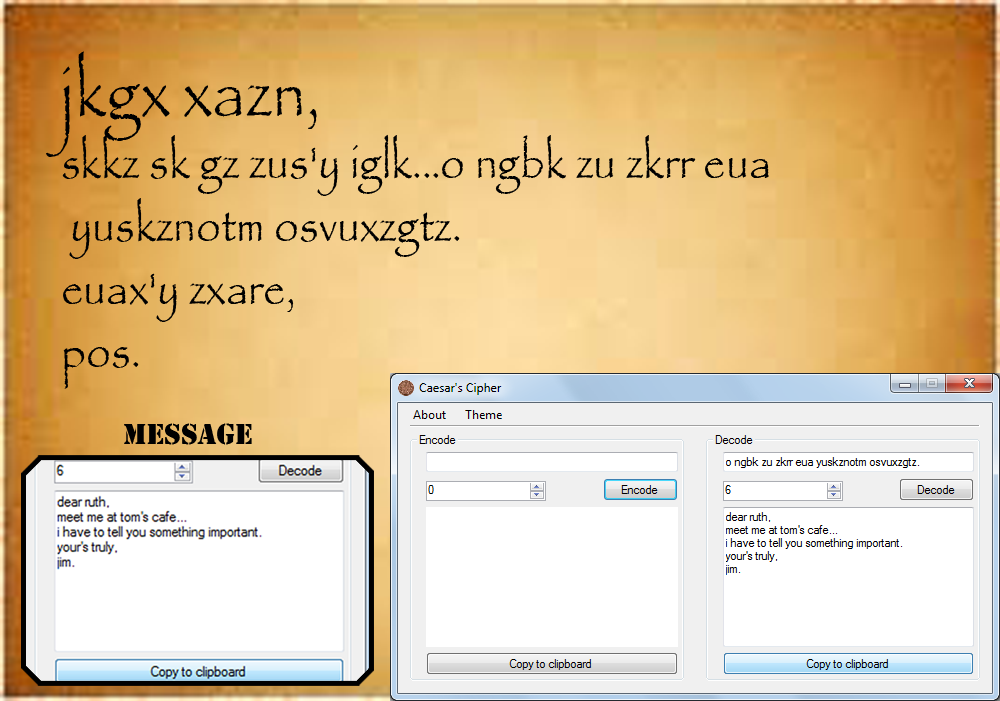 jkgx xazn,
skkz sk gz zus'y iglk...o ngbk zu zkrr eua
yuskznotm osvuxzgtz.
euax'y zxare,
pos.
MESSAGE
6
Decode
dear ruth,
meet me at tom's cafe...
i have to tell you something important.
your's truly,
jim.
Copy to clipboard
Caesar's Cipher
About Theme
Encode
0
Encode
Copy to clipboard
Decode
o ngbk zu zkrr eua yuskznotm osvuxzgtz.
6
Decode
dear ruth,
meet me at tom's cafe...
i have to tell you something important.
your's truly,
jim.
Copy to clipboard